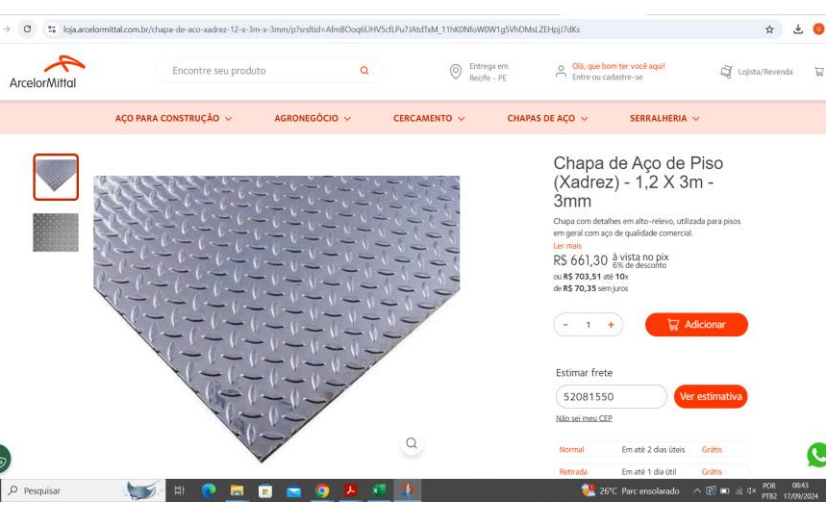 loja.arcelormittal.com.br/chapa-de-aco-xadrez-12-x-3m-x-3mm/p?srsltid=AfmBOoq6UHV5cfLPu7JAtdTxM_11hK0NfoW0W1g5VhDMsLZEHpjJ7dKs
ArcelorMittal
Encontre seu produto
Entrega em
Recife - PE
Olá, que bom ter você aqui!
Entre ou cadastre-se
Lojista/Revenda
AÇO PARA CONSTRUÇÃO
AGRONEGÓCIO
CERCAMENTO
CHAPAS DE AÇO
SERRALHERIA
Chapa de Aço de Piso
(Xadrez) - 1,2 X 3m -
3mm
Chapa com detalhes em alto-relevo, utilizada para pisos
em geral com aço de qualidade comercial.
Ler mais
R$ 661,30 à vista no pix
6% de desconto
ou R$ 703,51 até 10x
de R$ 70,35 sem juros
- 1 +
Adicionar
Estimar frete
52081550
Ver estimativa
Não sei meu CEP
Normal Em até 2 dias úteis Grátis
Retirada Em até 1 dia útil Grátis
Pesquisar
26°C Parc ensolarado
POR
PTB2
08:43
17/09/2024